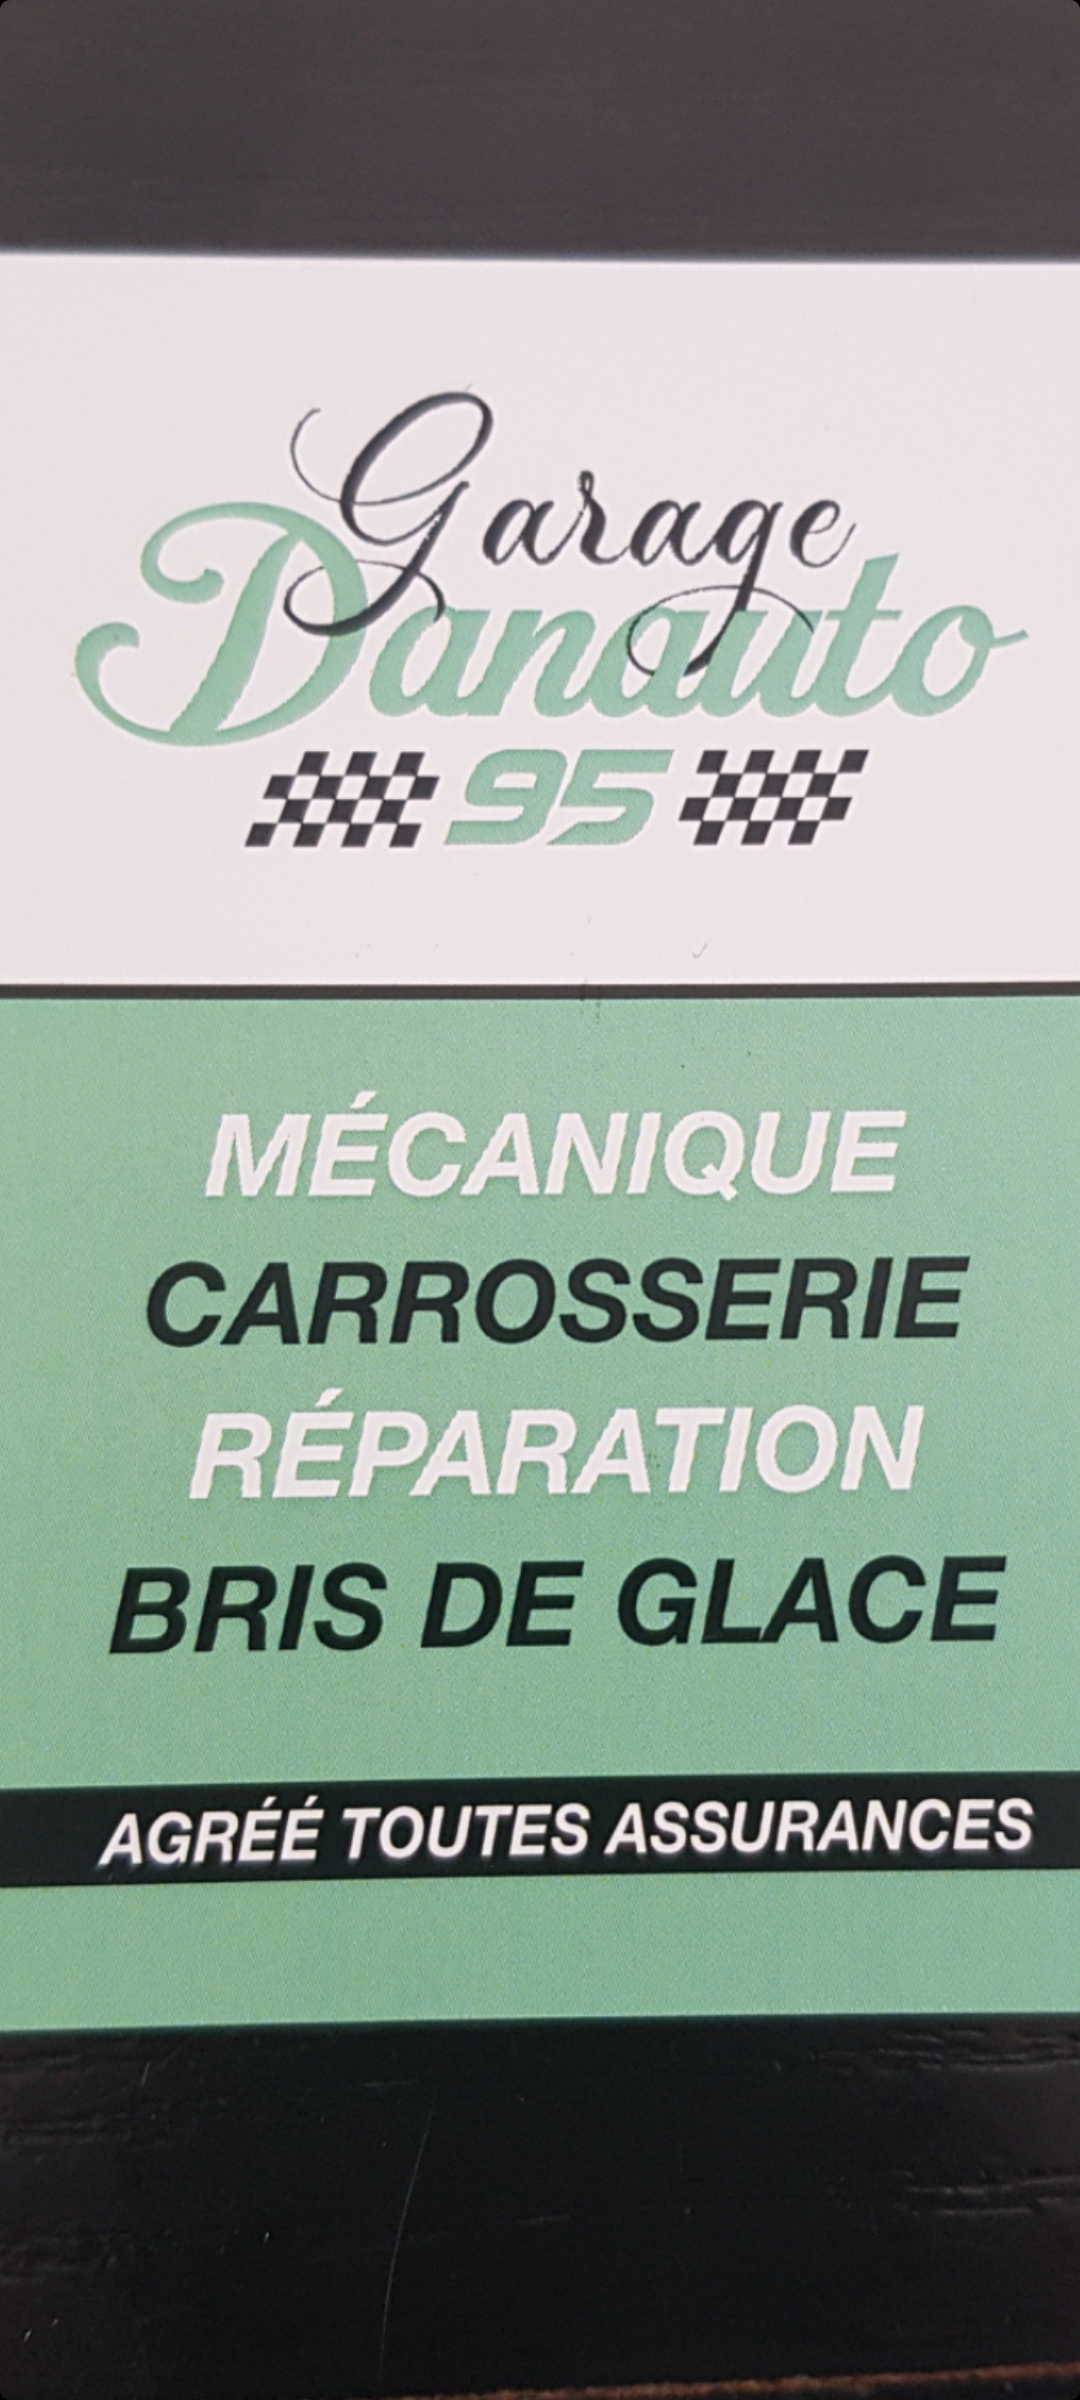 Garage
Danauto
95
MÉCANIQUE
CARROSSERIE
RÉPARATION
BRIS DE GLACE
AGRÉÉ TOUTES ASSURANCES